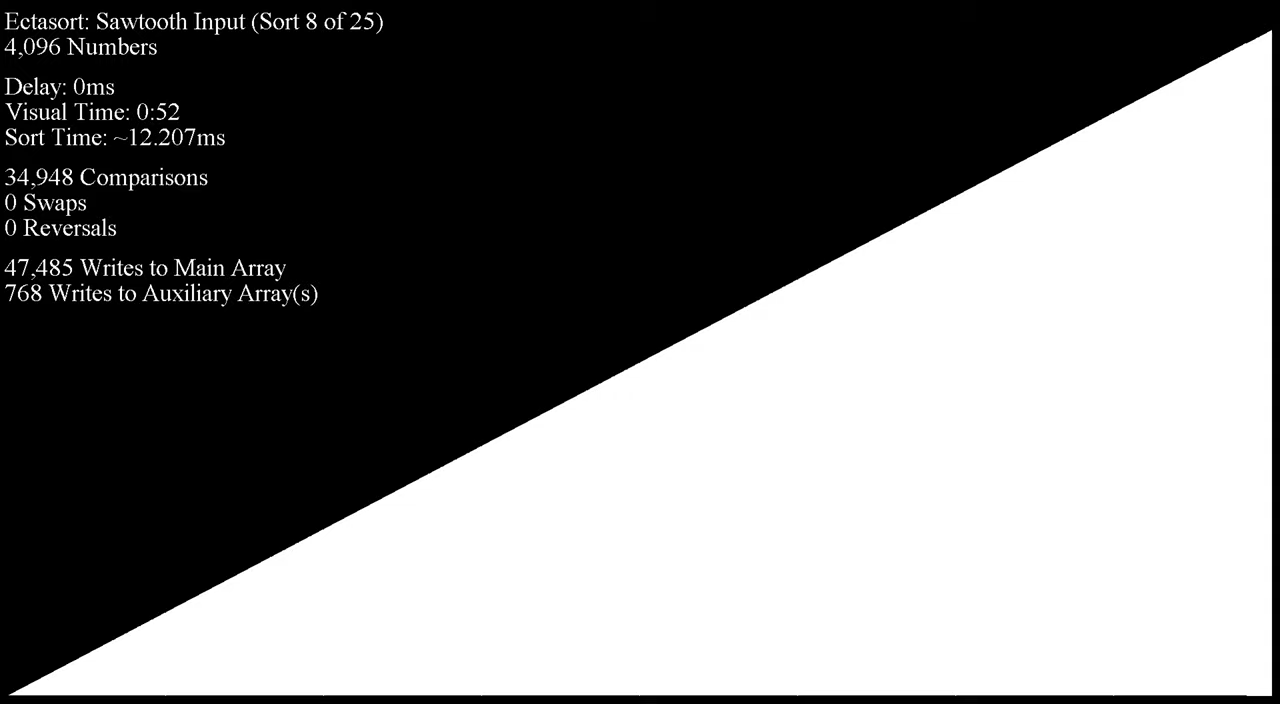 Ectasort: Sawtooth Input (Sort 8 of 25)
4,096 Numbers
Delay: 0ms
Visual Time: 0:52
Sort Time: ~12.207ms
34,948 Comparisons
0 Swaps
0 Reversals
47,485 Writes to Main Array
768 Writes to Auxiliary Array(s)